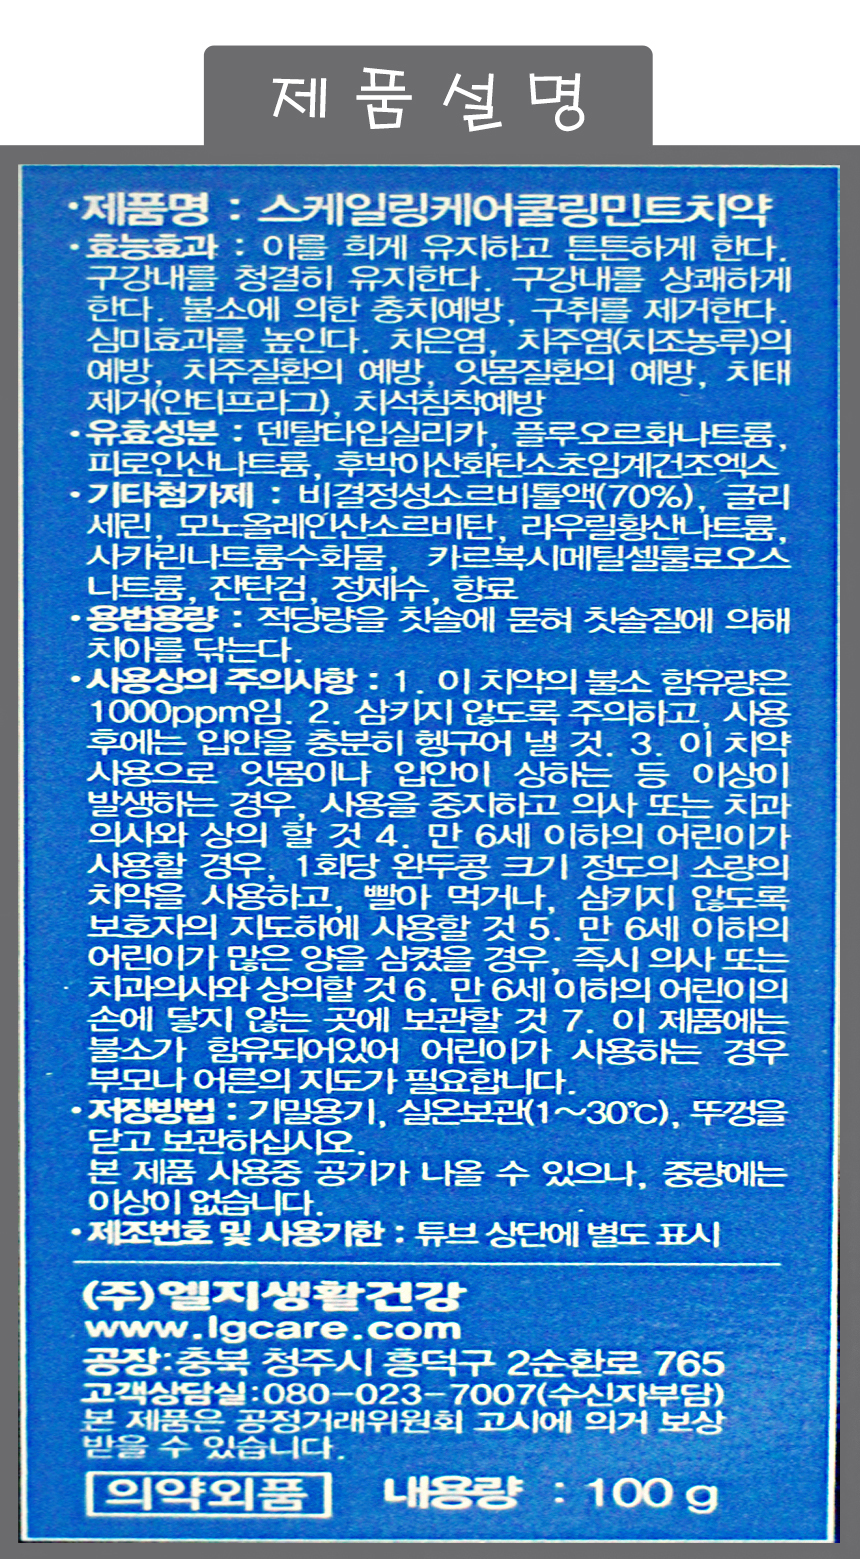 제품설명
·제품명 : 스케일링케어쿨링민트치약
·효능효과 : 이를 희게 유지하고 튼튼하게 한다.
구강내를 청결히 유지한다. 구강내를 상쾌하게
한다. 불소에 의한 충치예방, 구취를 제거한다.
심미효과를 높인다. 치은염, 치주염(치조농루)의
예방, 치주질환의 예방, 잇몸질환의 예방, 치태
제거(안티프라그), 치석침착예방
·유효성분 : 덴탈타입실리카, 플루오르화나트륨,
피로인산나트륨, 후박이산화탄소초임계건조엑스
·기타첨가제 : 비결정성소르비톨액(70%), 글리
세린, 모노올레인산소르비탄, 라우릴황산나트륨,
사카린나트륨수화물, 카르복시메틸셀룰로오스
나트륨, 잔탄검, 정제수, 향료
·용법용량 : 적당량을 칫솔에 묻혀 칫솔질에 의해
치아를 닦는다.
·사용상의 주의사항 : 1. 이 치약의 불소 함유량은
1000ppm임. 2. 삼키지 않도록 주의하고, 사용
후에는 입안을 충분히 헹구어 낼 것. 3. 이 치약
사용으로 잇몸이나 입안이 상하는 등 이상이
발생하는 경우, 사용을 중지하고 의사 또는 치과
의사와 상의 할 것 4. 만 6세 이하의 어린이가
사용할 경우, 1회당 완두콩 크기 정도의 소량의
치약을 사용하고, 빨아 먹거나, 삼키지 않도록
보호자의 지도하에 사용할 것 5. 만 6세 이하의
어린이가 많은 양을 삼켰을 경우, 즉시 의사 또는
치과의사와 상의할 것 6. 만 6세 이하의 어린이의
손에 닿지 않는 곳에 보관할 것 7. 이 제품에는
불소가 함유되어있어 어린이가 사용하는 경우
부모나 어른의 지도가 필요합니다.
·저장방법 : 기밀용기, 실온보관(1~30℃), 뚜껑을
닫고 보관하십시오.
본 제품 사용중 공기가 나올 수 있으나, 중량에는
이상이 없습니다.
·제조번호 및 사용기한 : 튜브 상단에 별도 표시
(주)엘지생활건강
www.lgcare.com
공장:충북 청주시 흥덕구 2순환로 765
고객상담실:080-023-7007(수신자부담)
본 제품은 공정거래위원회 고시에 의거 보상
받을 수 있습니다.
의약외품 내용량 : 100 g